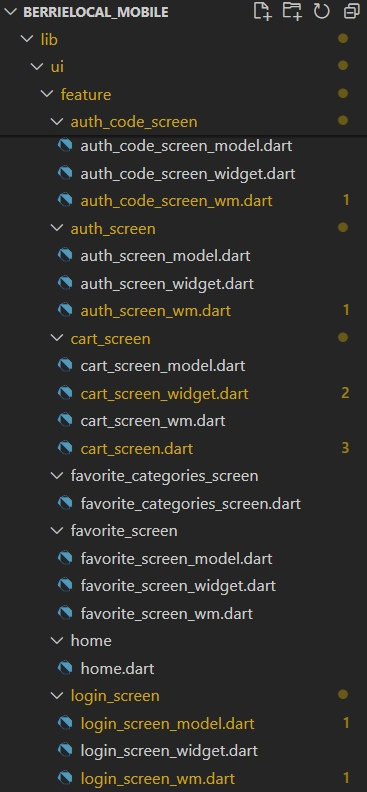 BERRIELOCAL_MOBILE
lib
ui
feature
auth_code_screen
auth_code_screen_model.dart
auth_code_screen_widget.dart
auth_code_screen_wm.dart 1
auth_screen
auth_screen_model.dart
auth_screen_widget.dart
auth_screen_wm.dart 1
cart_screen
cart_screen_model.dart
cart_screen_widget.dart 2
cart_screen_wm.dart
cart_screen.dart 3
favorite_categories_screen
favorite_categories_screen.dart
favorite_screen
favorite_screen_model.dart
favorite_screen_widget.dart
favorite_screen_wm.dart
home
home.dart
login_screen
login_screen_model.dart 1
login_screen_widget.dart
login_screen_wm.dart 1